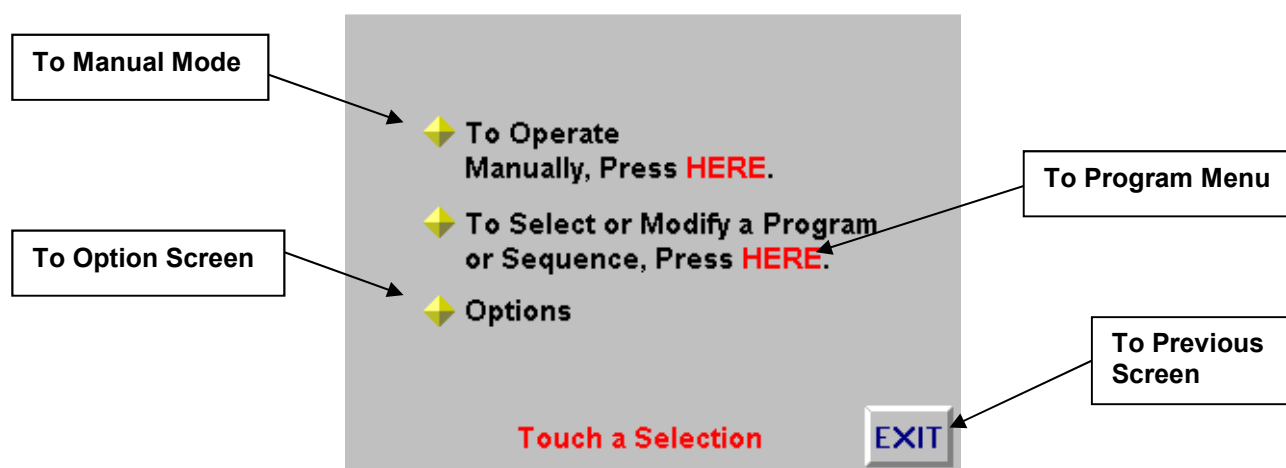 To Manual Mode
To Operate
Manually, Press HERE.
To Program Menu
To Select or Modify a Program
or Sequence, Press HERE.
To Option Screen
Options
To Previous
Screen
Touch a Selection
EXIT